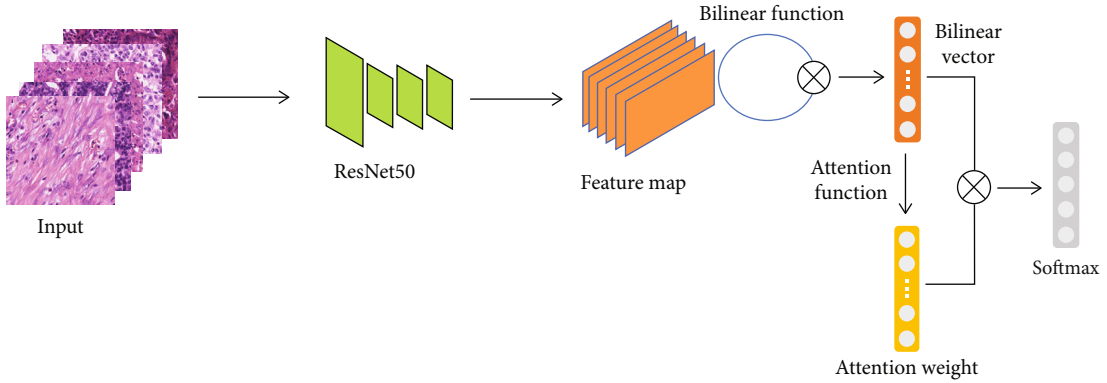 Input
ResNet50
Feature map
Bilinear function
Bilinear
vector
Attention
function
Attention weight
Softmax